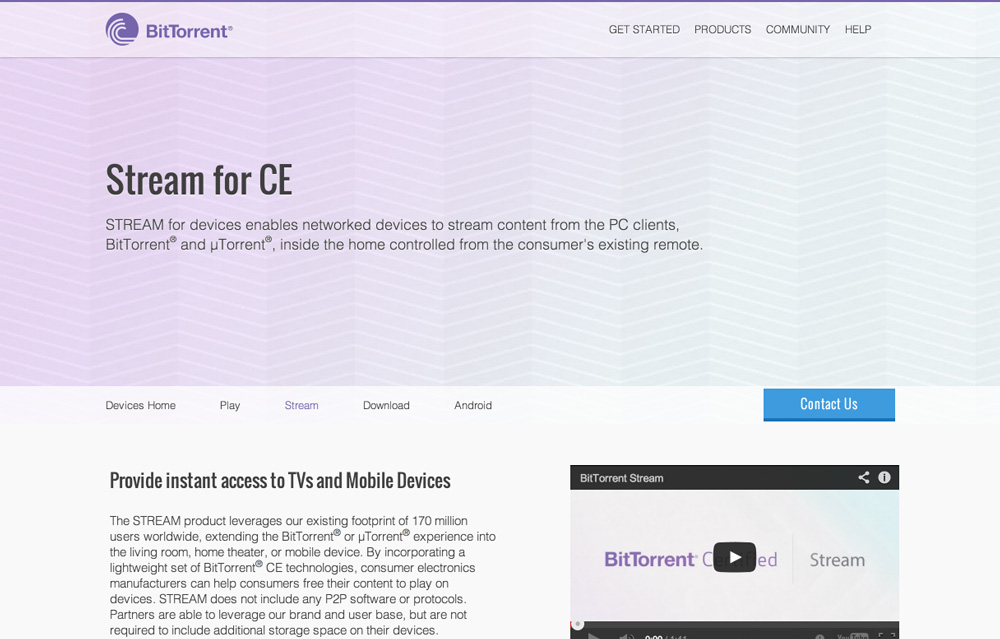 BitTorrent®
GET STARTED PRODUCTS COMMUNITY HELP
Stream for CE
STREAM for devices enables networked devices to stream content from the PC clients,
BitTorrent® and µTorrent®, inside the home controlled from the consumer's existing remote.
Devices Home Play Stream Download Android
Contact Us
Provide instant access to TVs and Mobile Devices
The STREAM product leverages our existing footprint of 170 million
users worldwide, extending the BitTorrent® or µTorrent® experience into
the living room, home theater, or mobile device. By incorporating a
lightweight set of BitTorrent® CE technologies, consumer electronics
manufacturers can help consumers free their content to play on
devices. STREAM does not include any P2P software or protocols.
Partners are able to leverage our brand and user base, but are not
required to include additional storage space on their devices.
BitTorrent Stream
BitTorrent® Certified Stream
0:00 / 1:41
YouTube